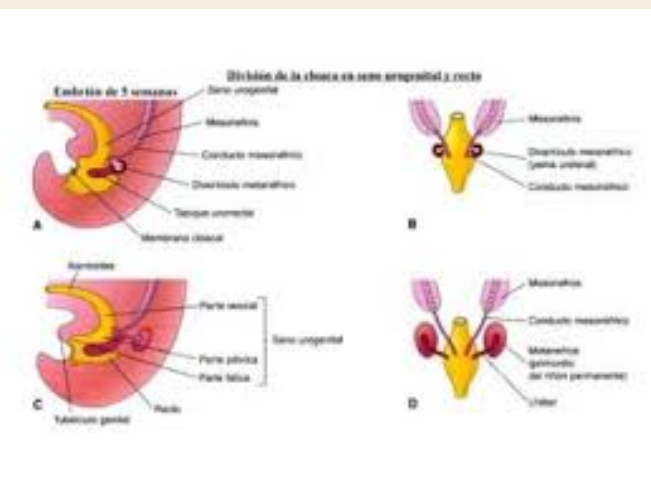 División de la cloaca en seno urogenital y recto
Embrión de 5 semanas
Seno urogenital
Mesonefros
Conducto mesonéfrico
Divertículo metanéfrico
Tabique urorrectal
Membrana cloacal
A
Mesonefros
Divertículo metanéfrico
(yema ureteral)
Conducto mesonéfrico
B
Alantoides
Parte vesical
Seno urogenital
Parte pélvica
Parte fálica
Recto
Tubérculo genital
C
Mesonefros
Conducto mesonéfrico
Metanefros
(primordio
del riñón permanente)
Uréter
D